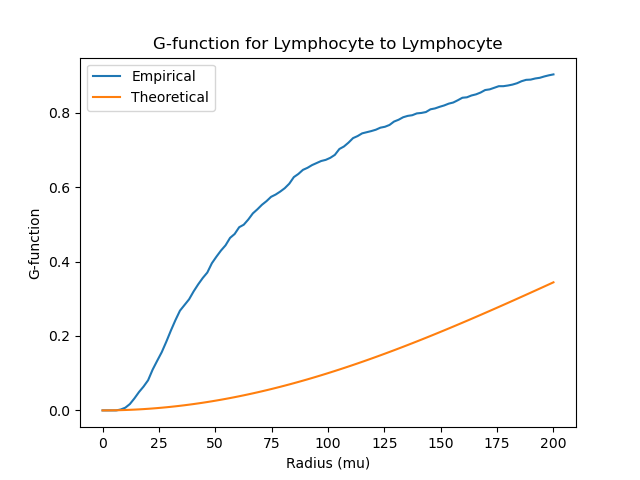 G-function for Lymphocyte to Lymphocyte
Empirical
Theoretical
G-function
0.8
0.6
0.4
0.2
0.0
0
25
50
75
100
125
150
175
200
Radius (mu)